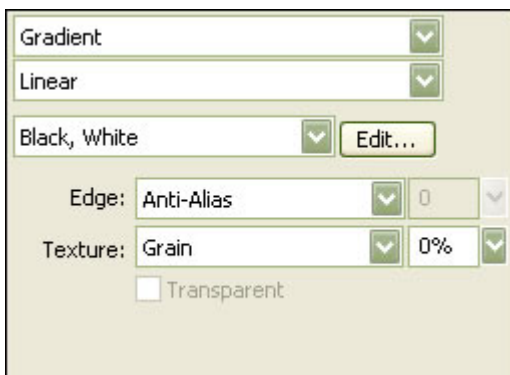 Gradient
Linear
Black, White Edit...
Edge: Anti-Alias 0
Texture: Grain 0%
Transparent